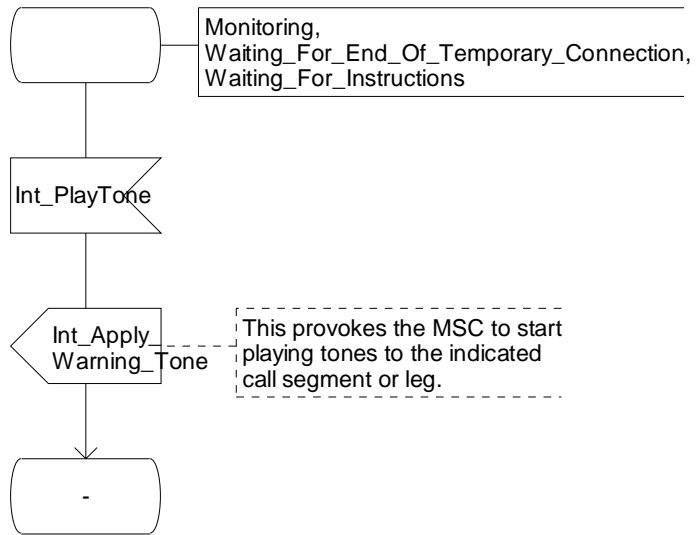 Monitoring,
Waiting_For_End_Of_Temporary_Connection,
Waiting_For_Instructions
Int_PlayTone
Int_Apply_
Warning_Tone
This provokes the MSC to start
playing tones to the indicated
call segment or leg.
-